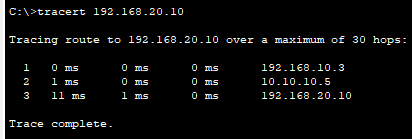 C:\>tracert 192.168.20.10
Tracing route to 192.168.20.10 over a maximum of 30 hops:
1 0 ms 0 ms 0 ms 192.168.10.3
2 1 ms 0 ms 0 ms 10.10.10.5
3 11 ms 1 ms 0 ms 192.168.20.10
Trace complete.